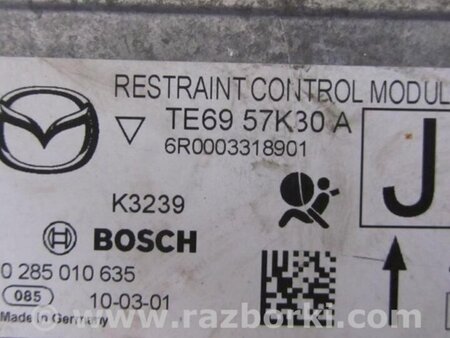 RESTRAINT CONTROL MODUL
TE69 57K30 A
6R0003318901
J
K3239
BOSCH
0 285 010 635
085 10-03-01
Made in Germany
www.razborki.com